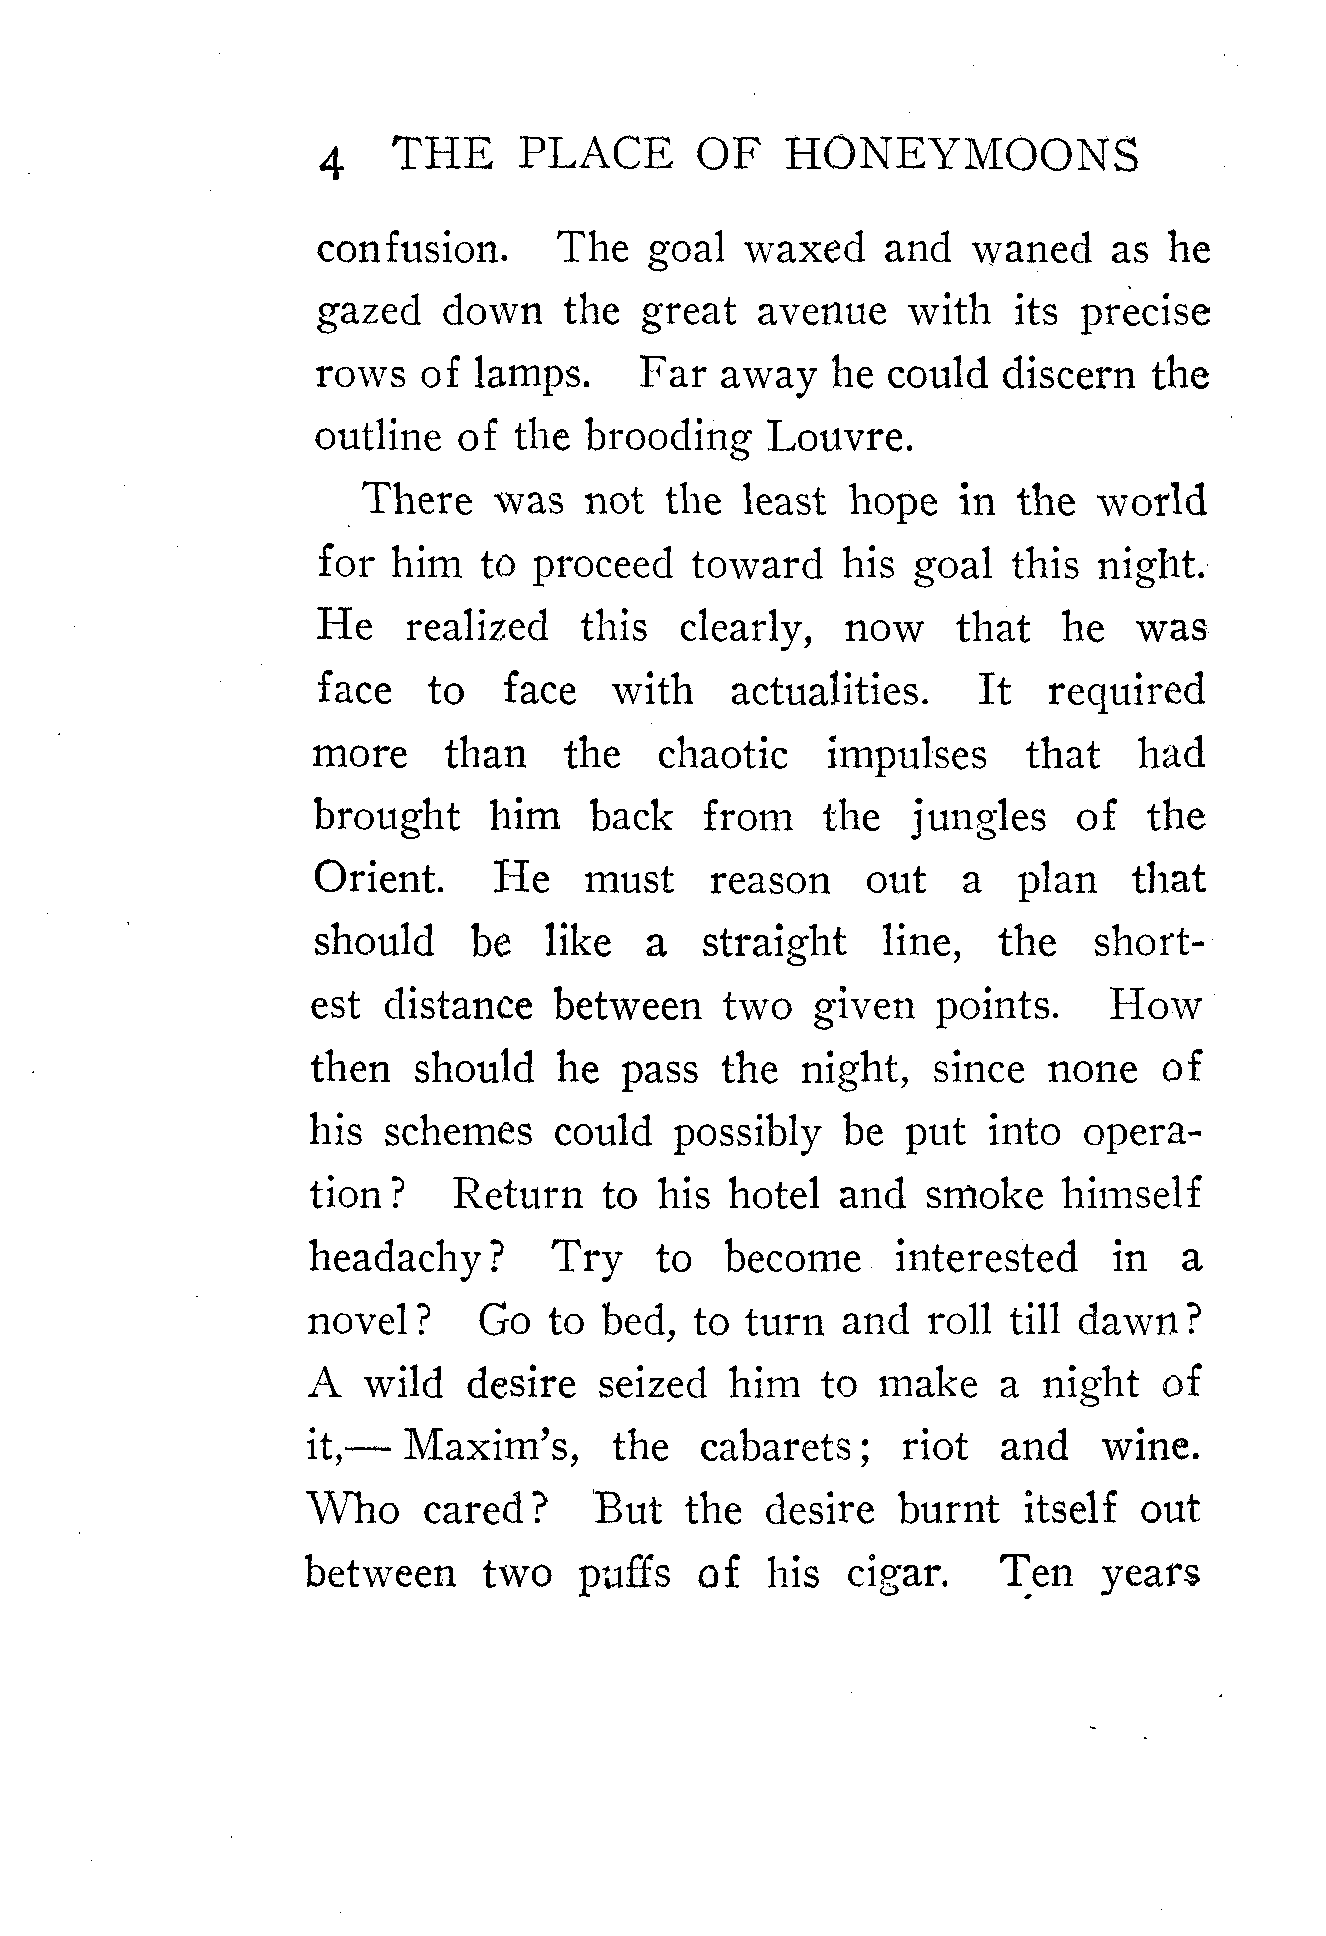 4 THE PLACE OF HONEYMOONS
confusion. The goal waxed and waned as he
gazed down the great avenue with its precise
rows of lamps. Far away he could discern the
outline of the brooding Louvre.
There was not the least hope in the world
for him to proceed toward his goal this night.
He realized this clearly, now that he was
face to face with actualities. It required
more than the chaotic impulses that had
brought him back from the jungles of the
Orient. He must reason out a plan that
should be like a straight line, the short-
est distance between two given points. How
then should he pass the night, since none of
his schemes could possibly be put into opera-
tion? Return to his hotel and smoke himself
headachy? Try to become interested in a
novel? Go to bed, to turn and roll till dawn?
A wild desire seized him to make a night of
it,— Maxim's, the cabarets; riot and wine.
Who cared? But the desire burnt itself out
between two puffs of his cigar. Ten years